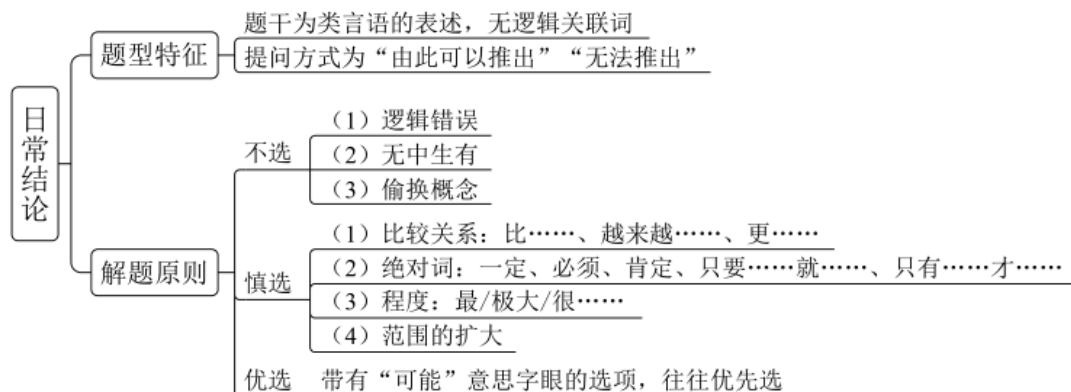 日常结论
题型特征
题干为类言语的表述，无逻辑关联词
提问方式为“由此可以推出”“无法推出”
解题原则
不选
（1）逻辑错误
（2）无中生有
（3）偷换概念
慎选
（1）比较关系：比……、越来越……、更……
（2）绝对词：一定、必须、肯定、只要……就……、只有……才……
（3）程度：最/极大/很……
（4）范围的扩大
优选 带有“可能”意思字眼的选项，往往优先选